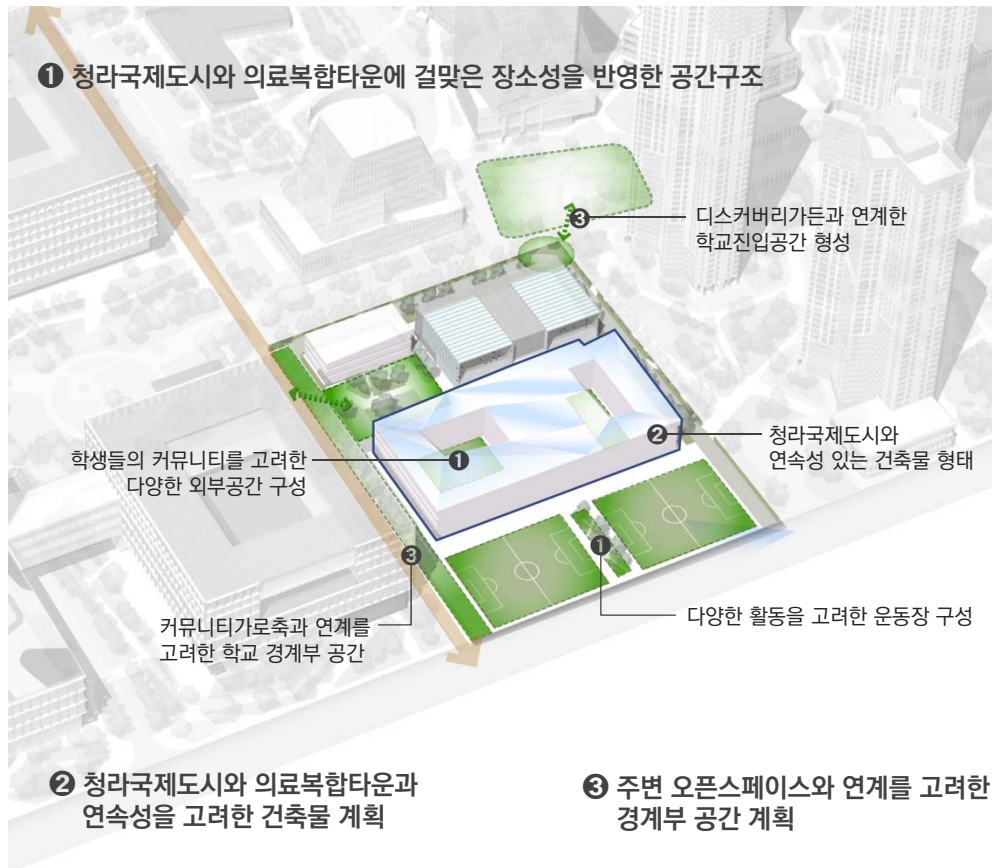 ❶ 청라국제도시와 의료복합타운에 걸맞은 장소성을 반영한 공간구조
❸
디스커버리가든과 연계한
학교진입공간 형성
학생들의 커뮤니티를 고려한
다양한 외부공간 구성
❶
❷
청라국제도시와
연속성 있는 건축물 형태
❸
커뮤니티가로축과 연계를
고려한 학교 경계부 공간
❶
다양한 활동을 고려한 운동장 구성
❷ 청라국제도시와 의료복합타운과
연속성을 고려한 건축물 계획
❸ 주변 오픈스페이스와 연계를 고려한
경계부 공간 계획